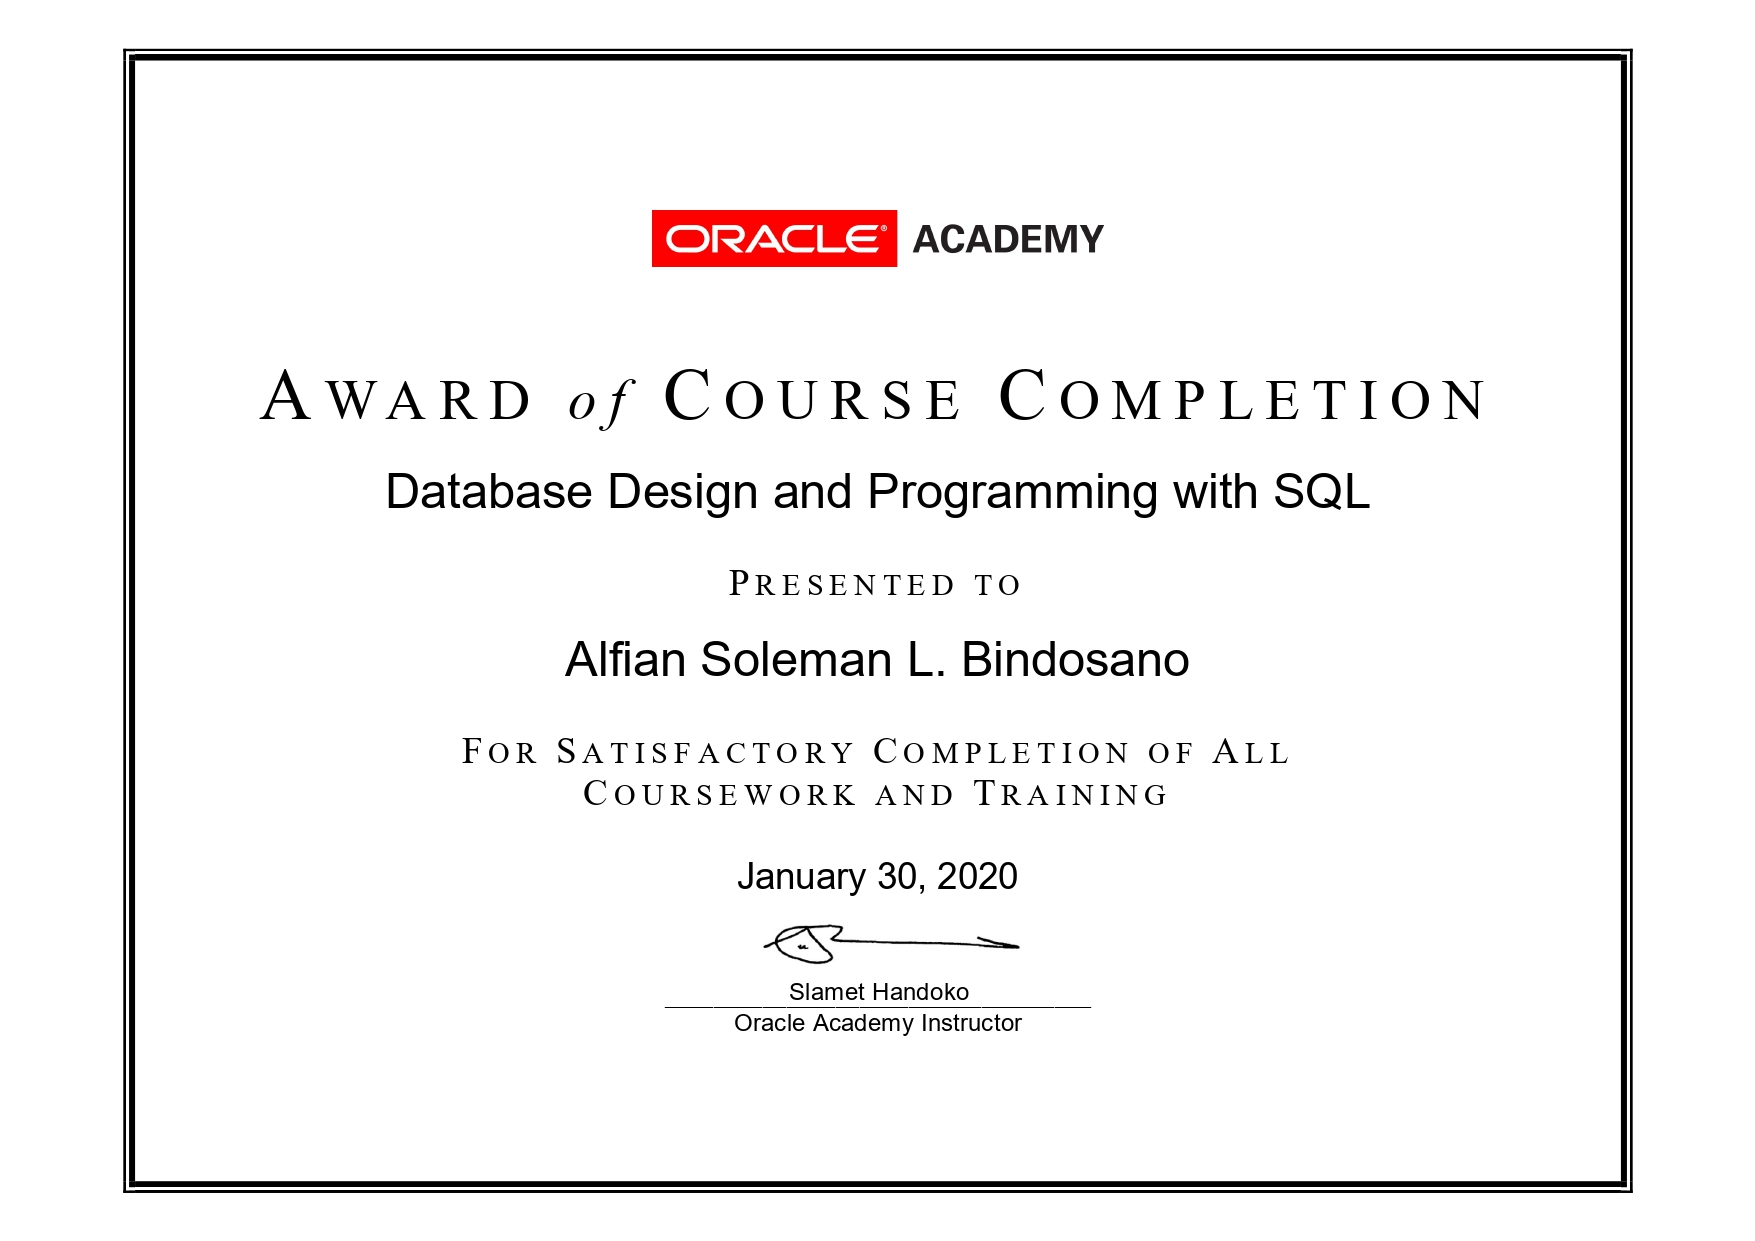 ORACLE® ACADEMY
AWARD of COURSE COMPLETION
Database Design and Programming with SQL
PRESENTED TO
Alfian Soleman L. Bindosano
FOR SATISFACTORY COMPLETION OF ALL
COURSEWORK AND TRAINING
January 30, 2020
Slamet Handoko
Oracle Academy Instructor